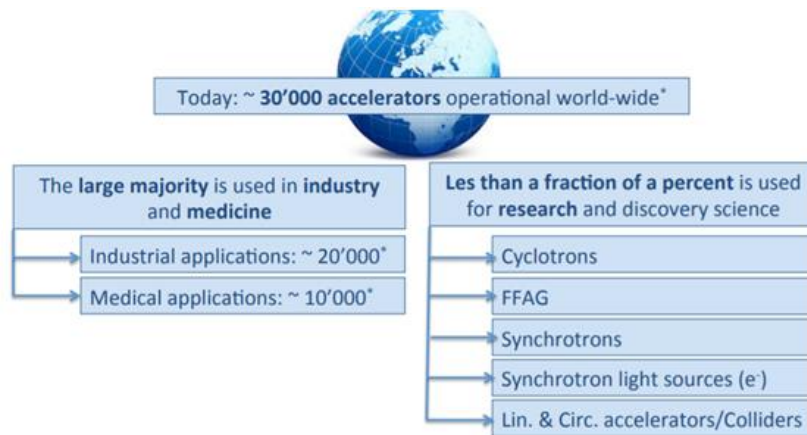 Today: ~ 30’000 accelerators operational world-wide*
The large majority is used in industry
and medicine
Industrial applications: ~ 20’000*
Medical applications: ~ 10’000*
Les than a fraction of a percent is used
for research and discovery science
Cyclotrons
FFAG
Synchrotrons
Synchrotron light sources (e⁻)
Lin. & Circ. accelerators/Colliders